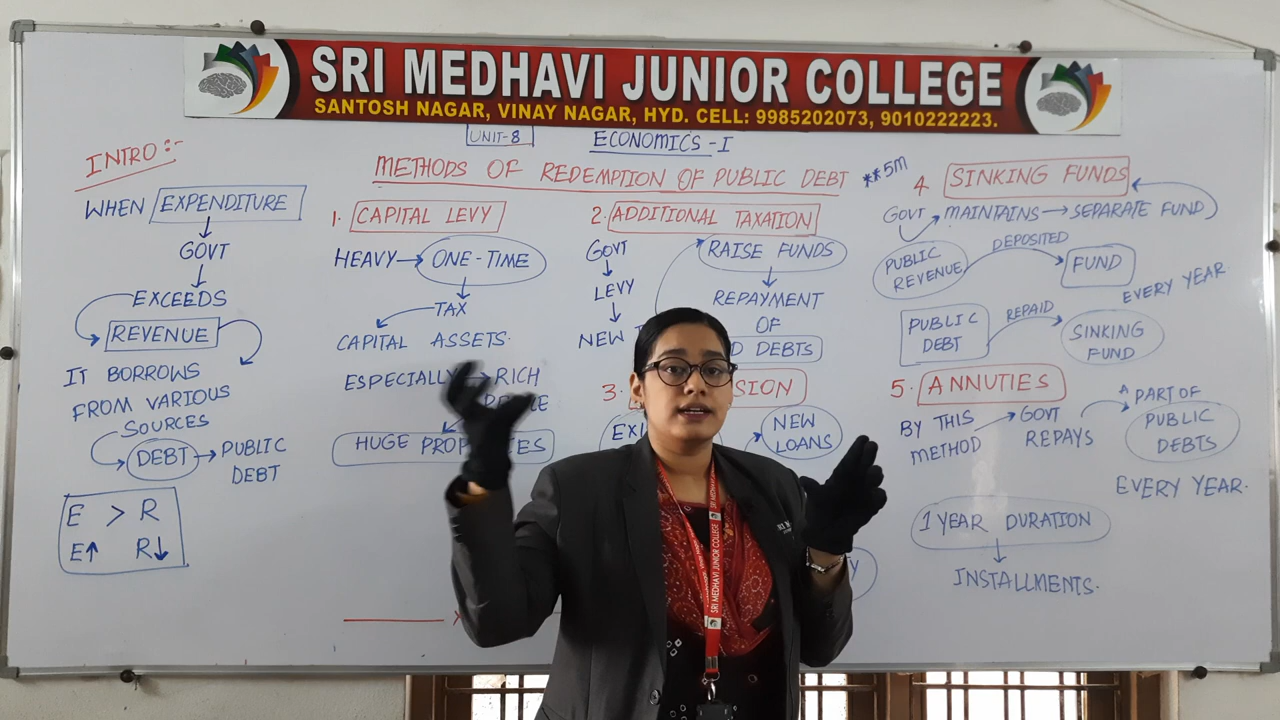 SRI MEDHAVI JUNIOR COLLEGE
SANTOSH NAGAR, VINAY NAGAR, HYD. CELL: 9985202073, 9010222223.
UNIT-8
ECONOMICS-I
METHODS OF REDEMPTION OF PUBLIC DEBT **5M
INTRO:-
WHEN EXPENDITURE
GOVT
EXCEEDS
REVENUE
IT BORROWS
FROM VARIOUS
SOURCES
DEBT → PUBLIC
DEBT
E > R
E↑ R↓
1. CAPITAL LEVY
HEAVY → ONE-TIME
TAX
CAPITAL ASSETS.
ESPECIALLY → RICH
HUGE
2. ADDITIONAL TAXATION
GOVT
LEVY
NEW
RAISE FUNDS
REPAYMENT
OF
DEBTS
3.
NEW
LOANS
4. SINKING FUNDS
GOVT MAINTAINS → SEPARATE FUND
PUBLIC
REVENUE
DEPOSITED
FUND
EVERY YEAR
PUBLIC
DEBT
REPAID
SINKING
FUND
5. ANNUTIES
BY THIS
METHOD
GOVT
REPAYS
A PART OF
PUBLIC
DEBTS
EVERY YEAR.
1 YEAR DURATION
INSTALLMENTS.
SRI MEDHAVI JUNIOR COLLEGE